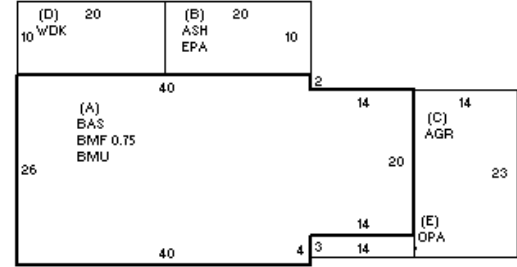 (D) 20 (B) 20
10 WDK ASH 10
EPA
40 2
14 14
(A)
BAS (C)
BMF 0.75 AGR
BMU
26 20 23
14 (E)
OPA
40 4 3 14